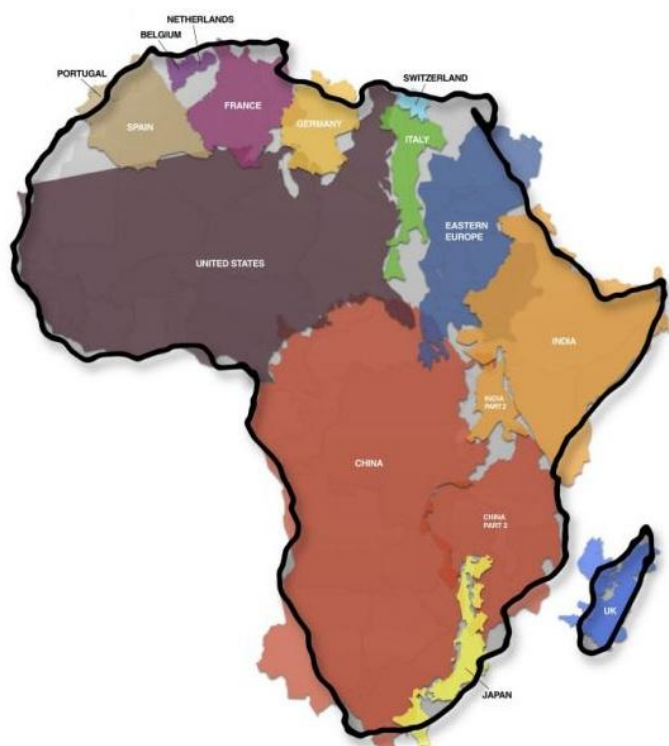 NETHERLANDS
BELGIUM
PORTUGAL
SWITZERLAND
FRANCE
GERMANY
SPAIN
ITALY
EASTERN
EUROPE
UNITED STATES
INDIA
INDIA
PART 2
CHINA
CHINA
PART 2
UK
JAPAN